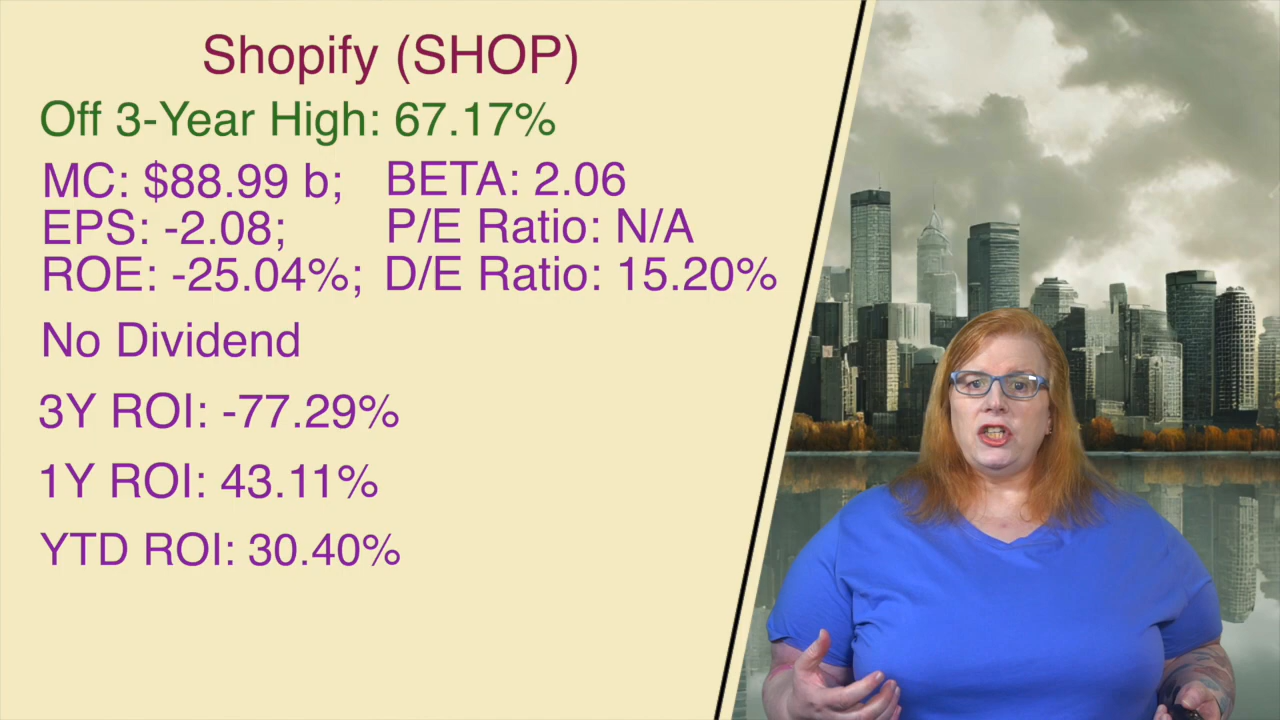 Shopify (SHOP)
Off 3-Year High: 67.17%
MC: $88.99 b; BETA: 2.06
EPS: -2.08; P/E Ratio: N/A
ROE: -25.04%; D/E Ratio: 15.20%
No Dividend
3Y ROI: -77.29%
1Y ROI: 43.11%
YTD ROI: 30.40%